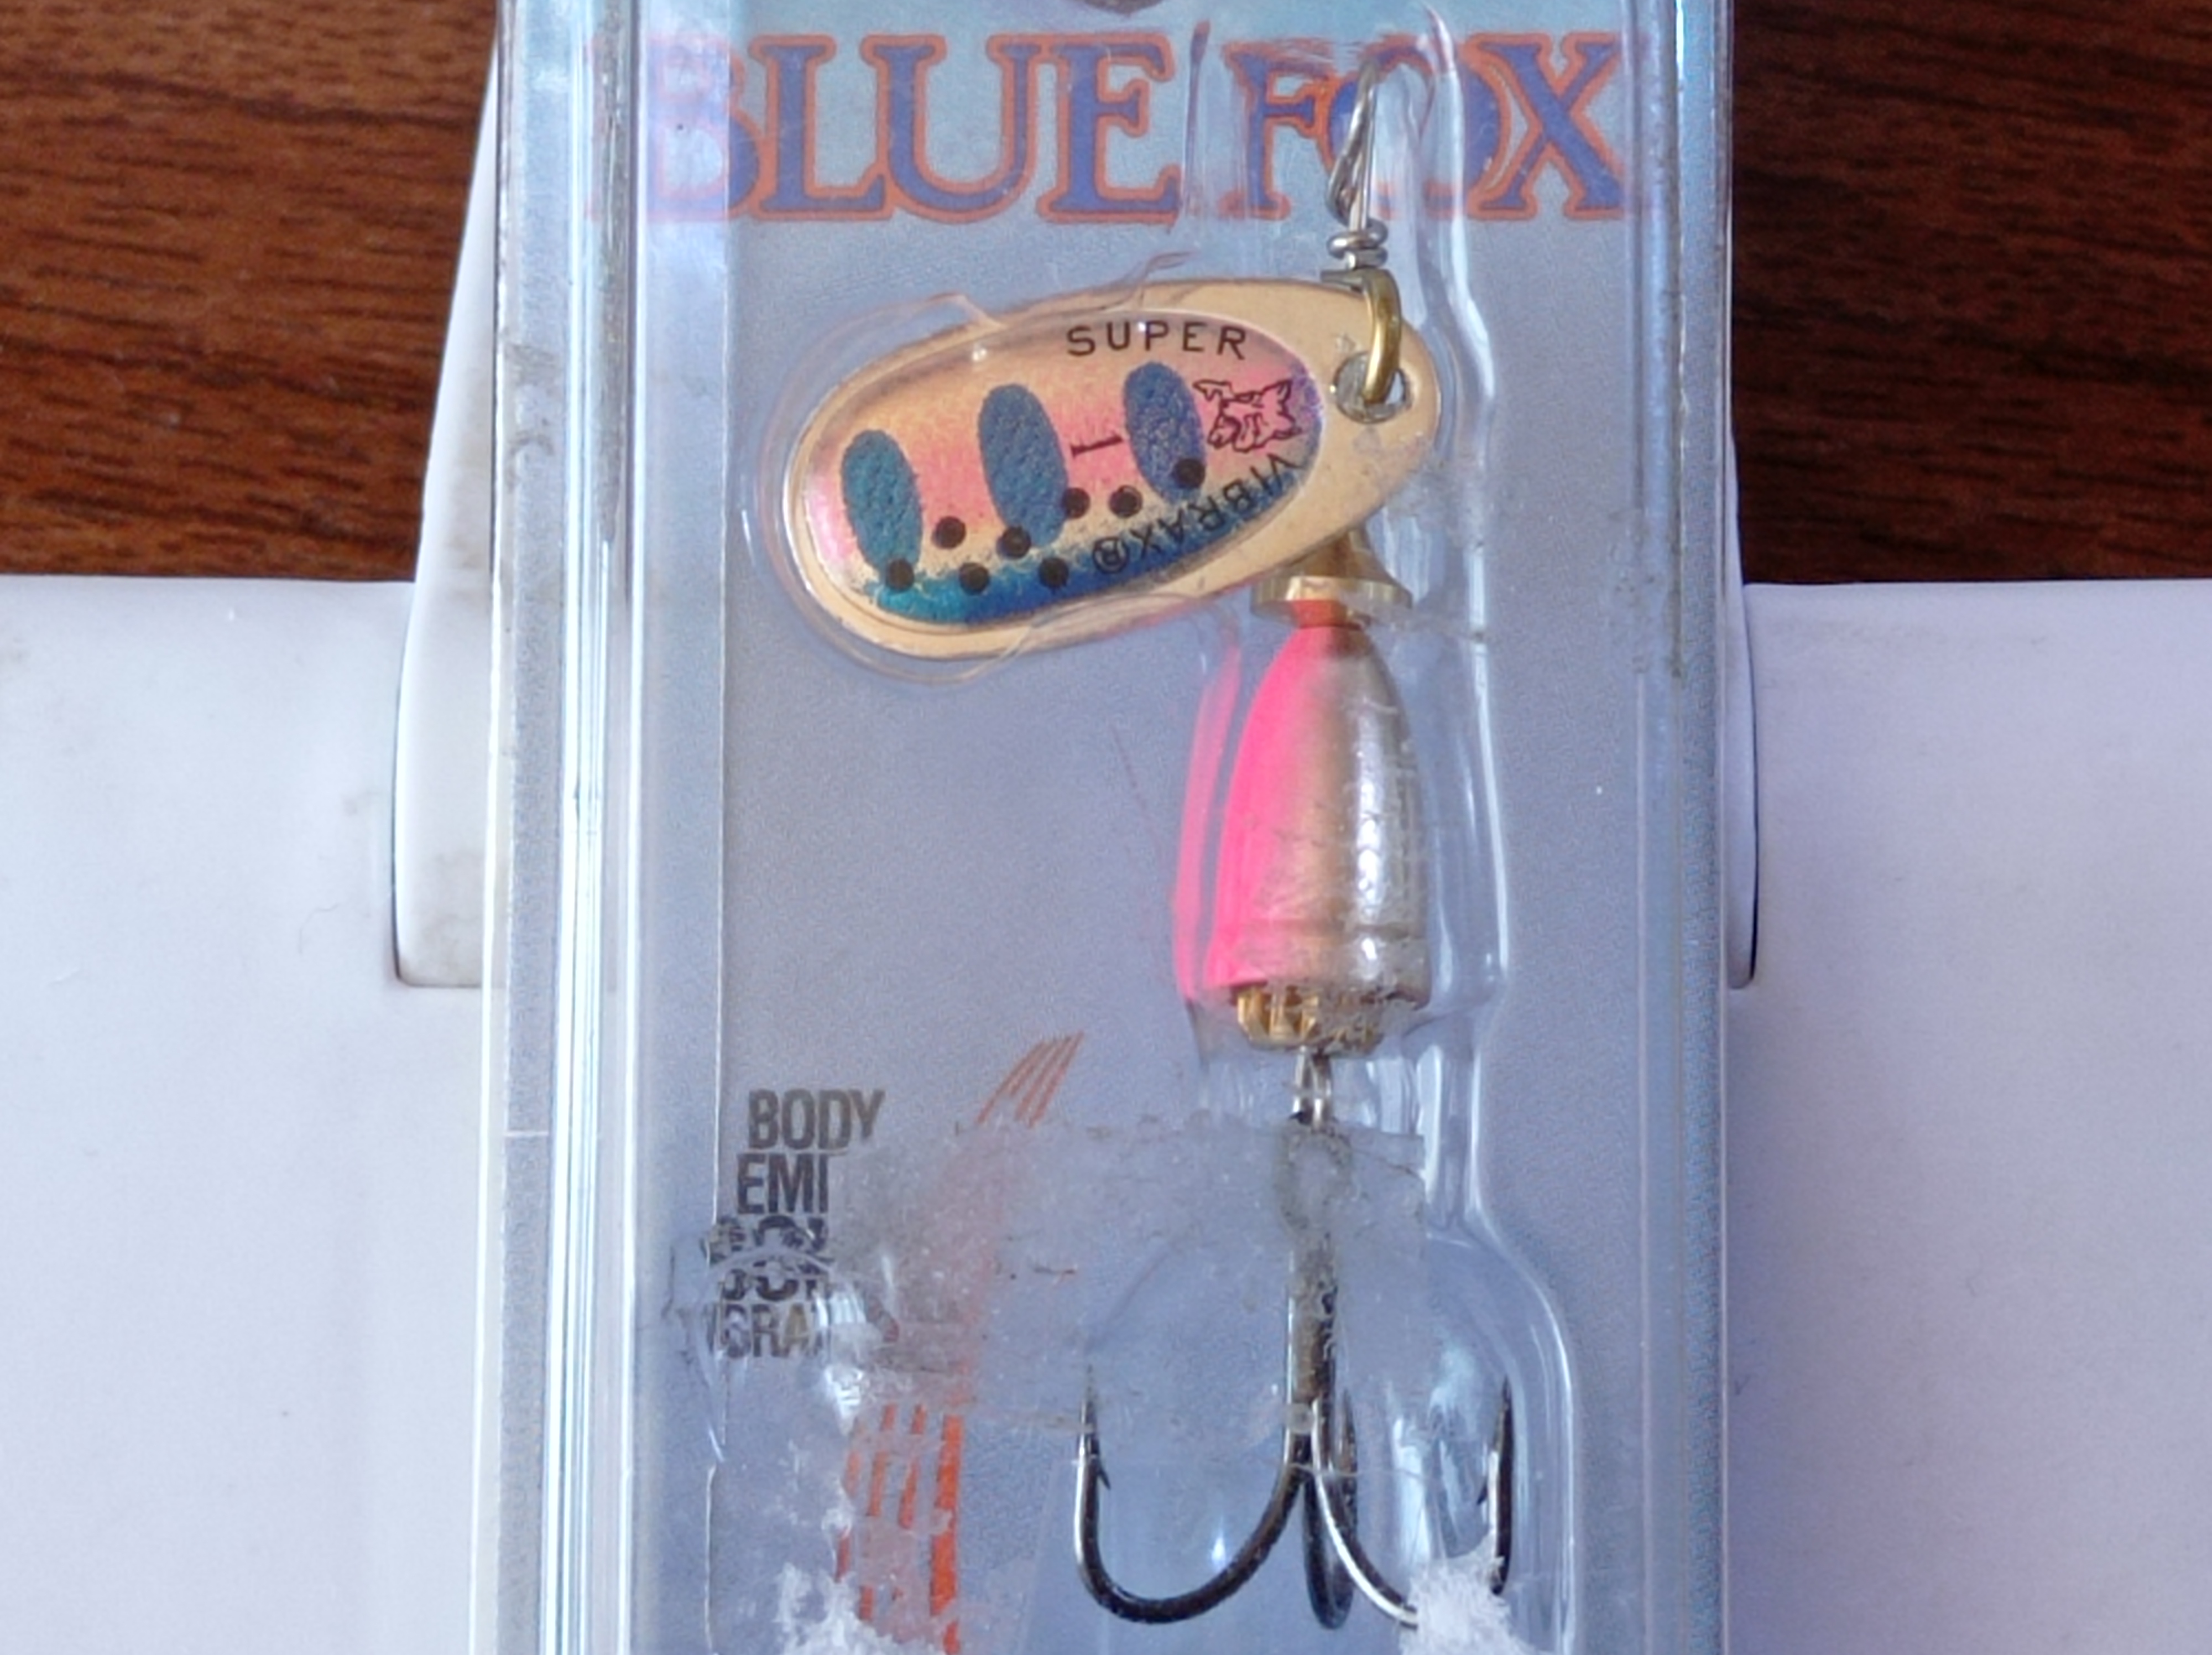 BLUE FOX
SUPER
1
VIBRAX®
BODY
EMI